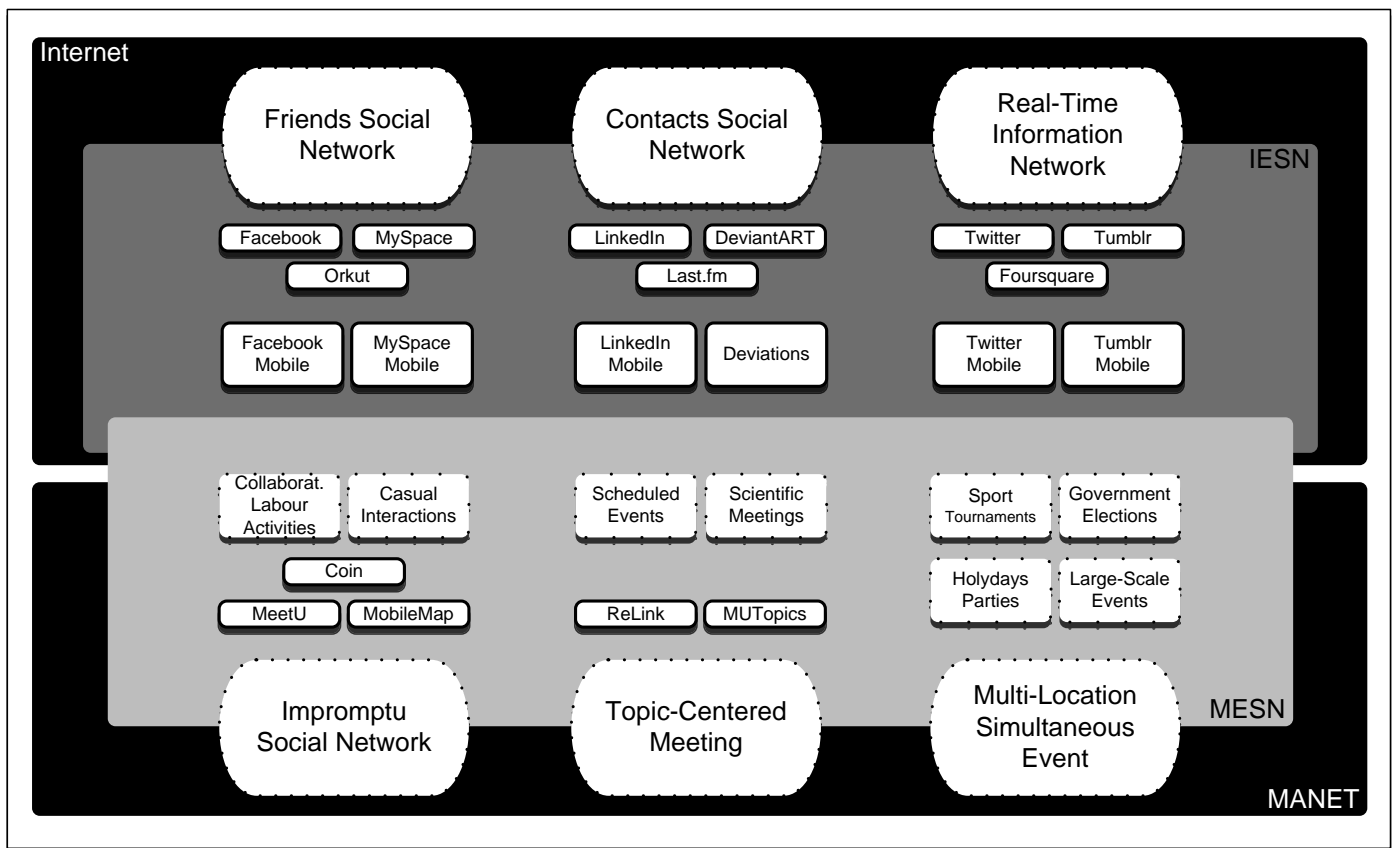 Internet
Friends Social
Network
Contacts Social
Network
Real-Time
Information
Network
IESN
Facebook
MySpace
Orkut
LinkedIn
DeviantART
Last.fm
Twitter
Tumblr
Foursquare
Facebook
Mobile
MySpace
Mobile
LinkedIn
Mobile
Deviations
Twitter
Mobile
Tumblr
Mobile
Collaborat.
Labour
Activities
Casual
Interactions
Scheduled
Events
Scientific
Meetings
Sport
Tournaments
Government
Elections
Coin
MeetU
MobileMap
ReLink
MUTopics
Holydays
Parties
Large-Scale
Events
Impromptu
Social Network
Topic-Centered
Meeting
Multi-Location
Simultaneous
Event
MESN
MANET